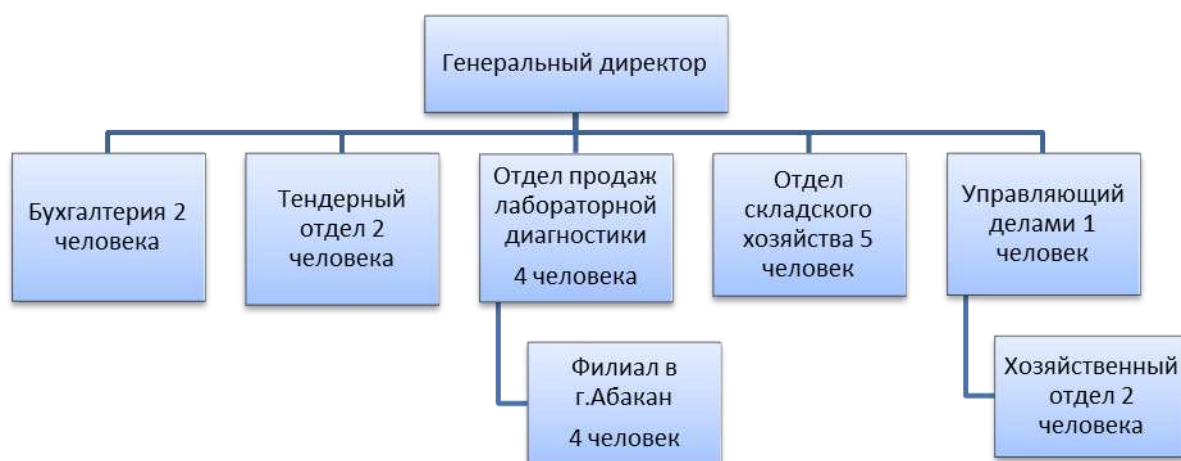 Генеральный директор
Бухгалтерия 2
человека
Тендерный
отдел 2
человека
Отдел продаж
лабораторной
диагностики
4 человека
Отдел
складского
хозяйства 5
человек
Управляющий
делами 1
человек
Филиал в
г.Абакан
4 человек
Хозяйственный
отдел 2
человека